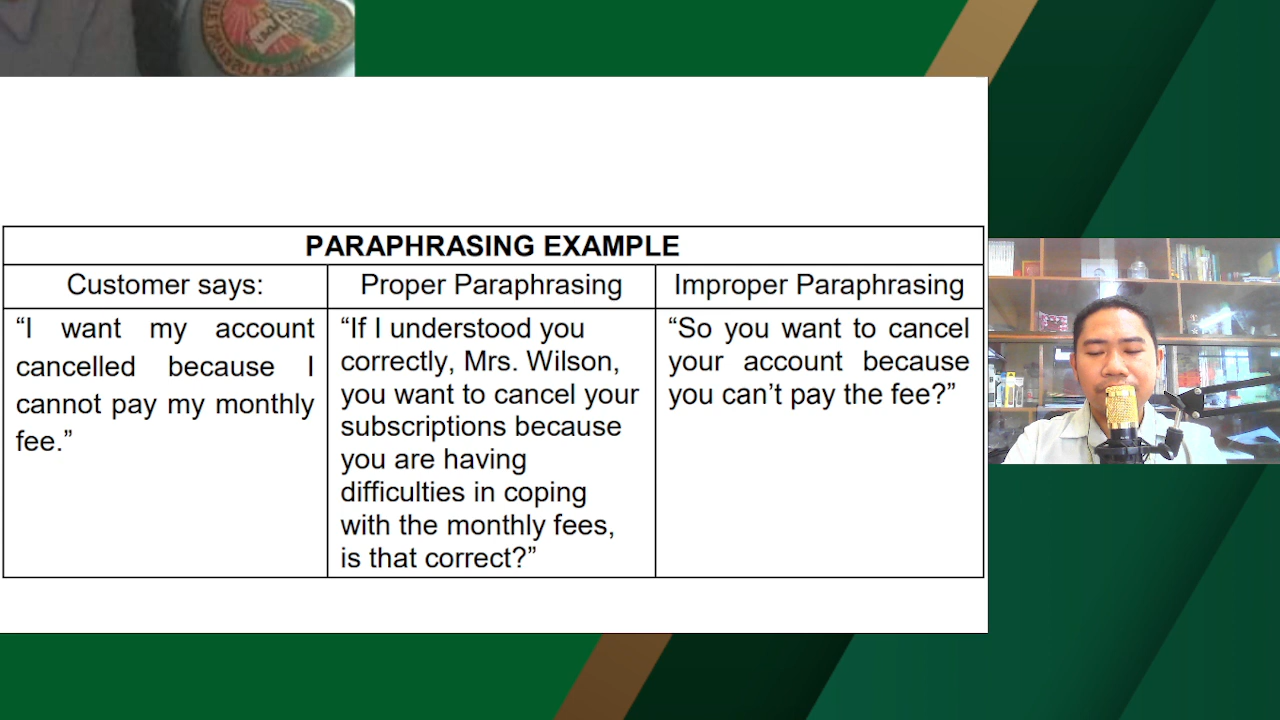 PARAPHRASING EXAMPLE
Customer says:
Proper Paraphrasing
Improper Paraphrasing
“I want my account
cancelled because I
cannot pay my monthly
fee.”
“If I understood you
correctly, Mrs. Wilson,
you want to cancel your
subscriptions because
you are having
difficulties in coping
with the monthly fees,
is that correct?”
“So you want to cancel
your account because
you can’t pay the fee?”